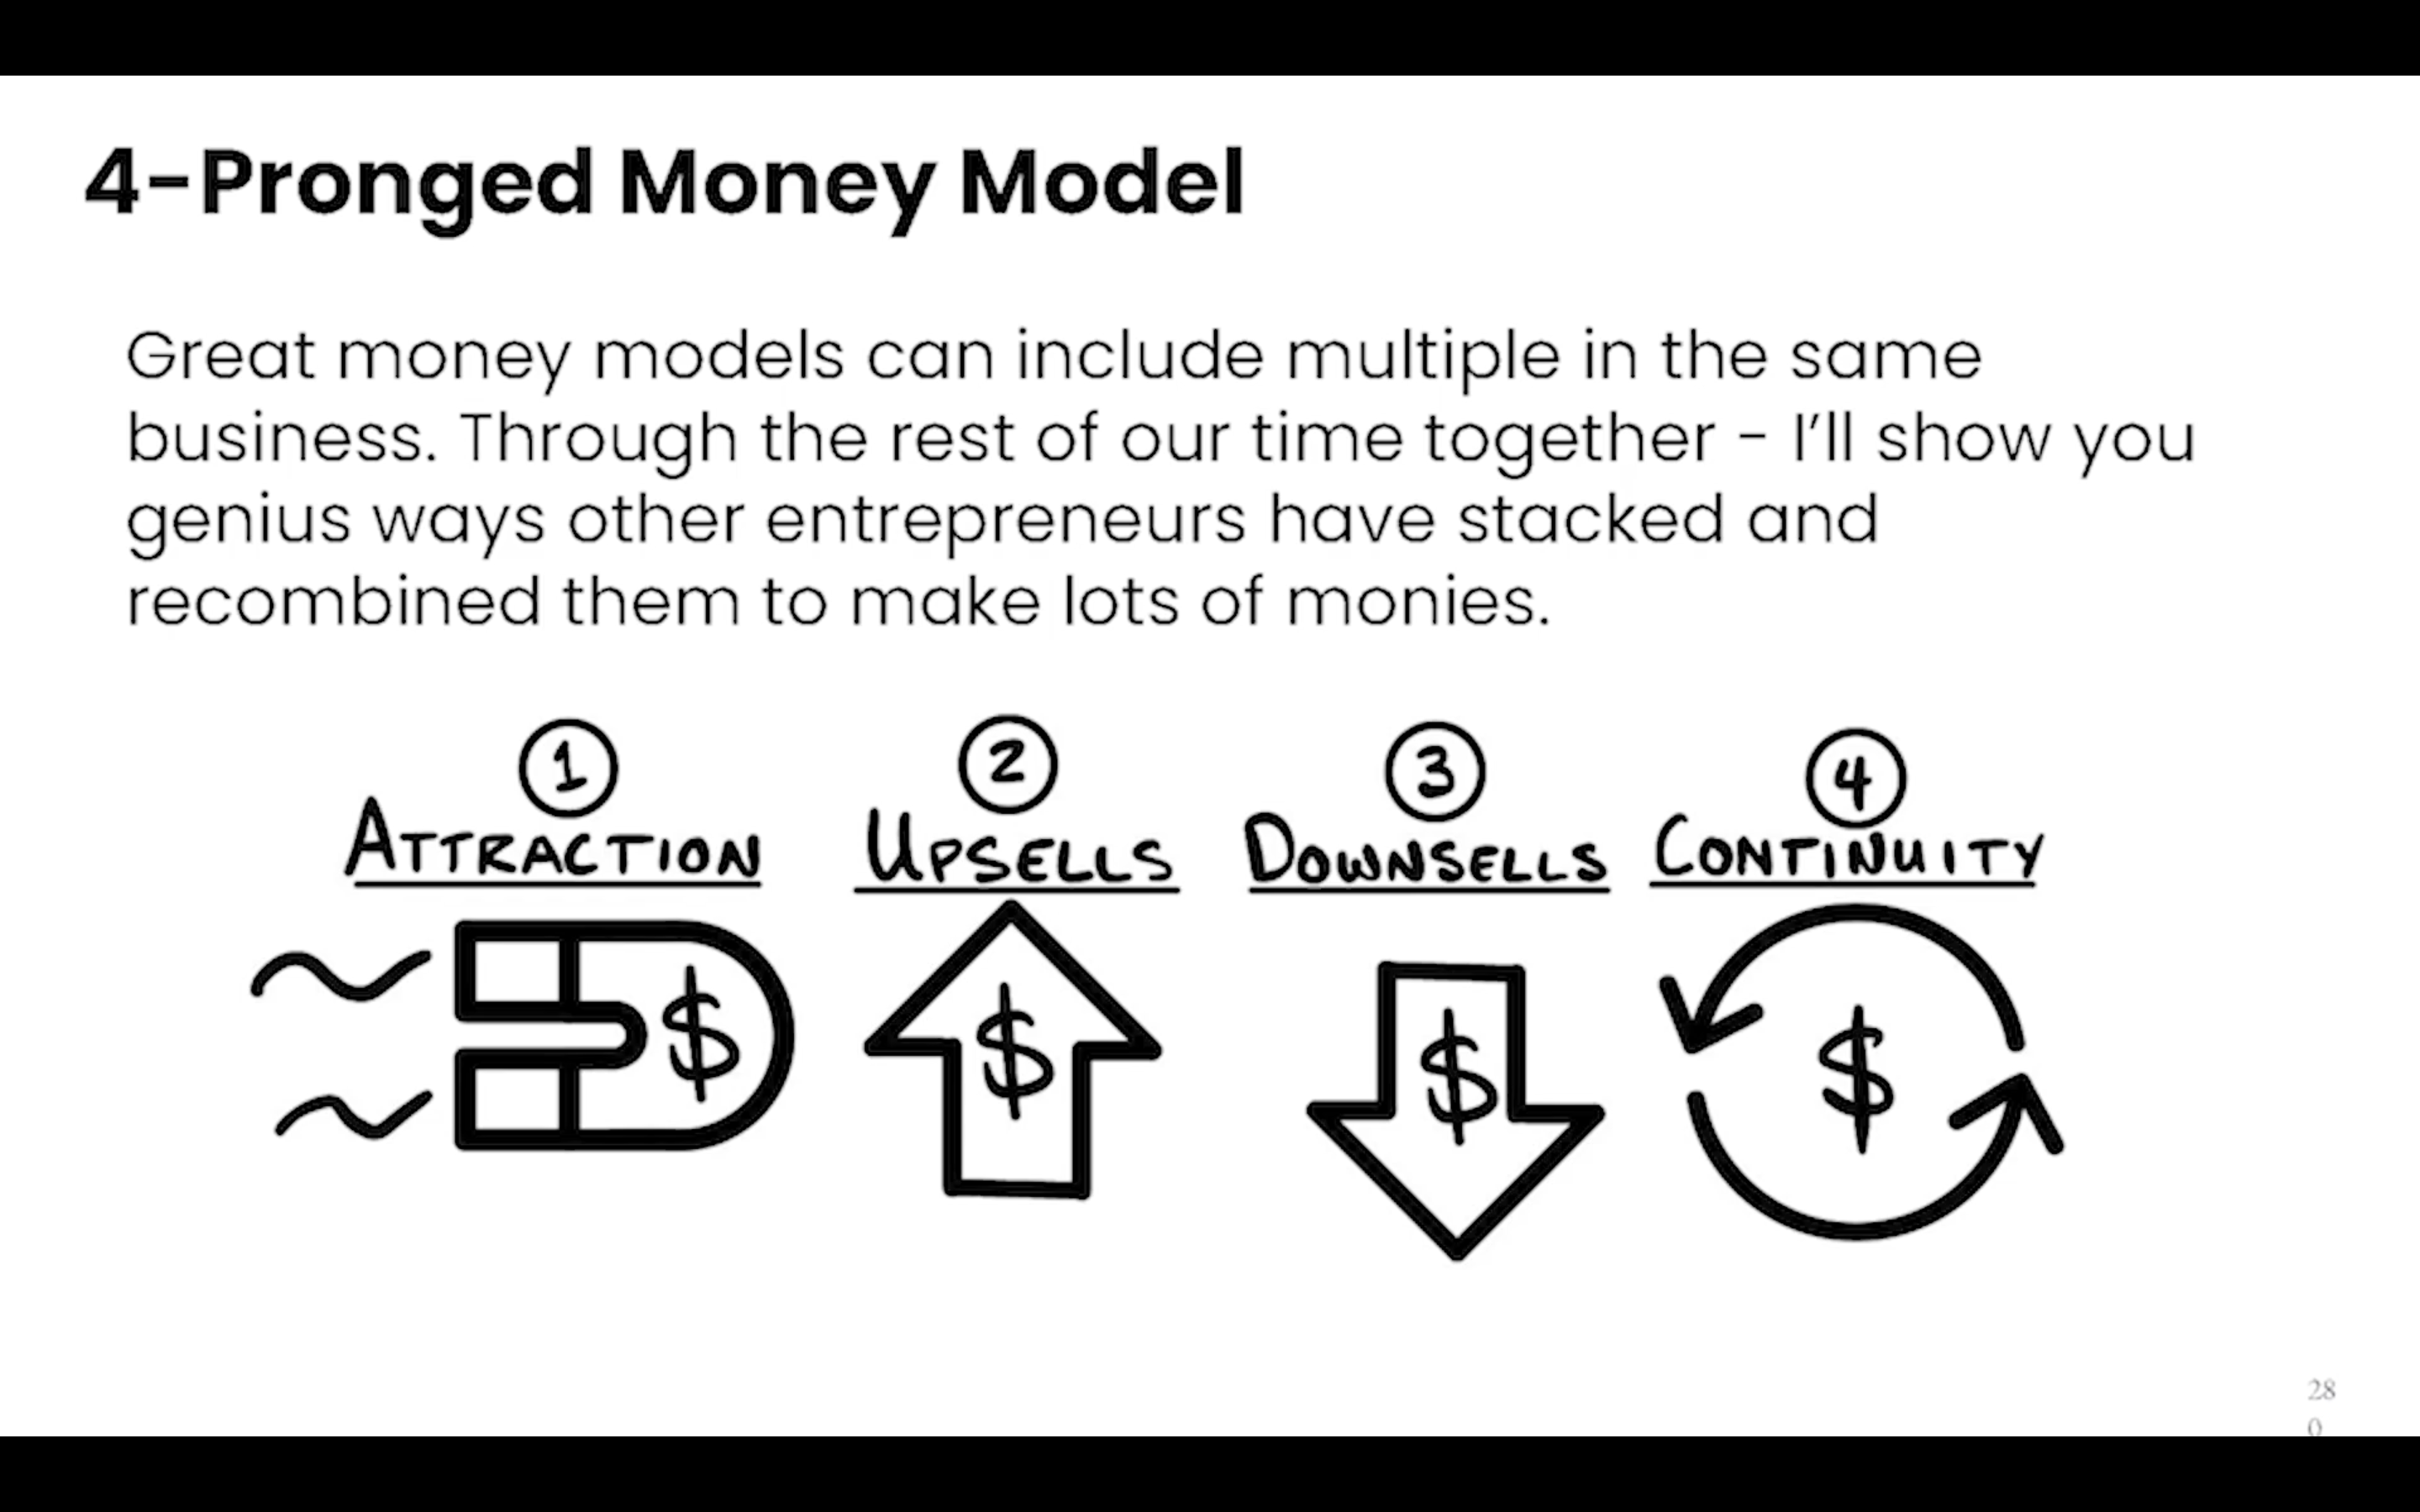 4-Pronged Money Model
Great money models can include multiple in the same
business. Through the rest of our time together - I'll show you
genius ways other entrepreneurs have stacked and
recombined them to make lots of monies.
1 2 3 4
ATTRACTION UPSELLS DOWNSELLS CONTINUITY
$ $ $ $
28
0